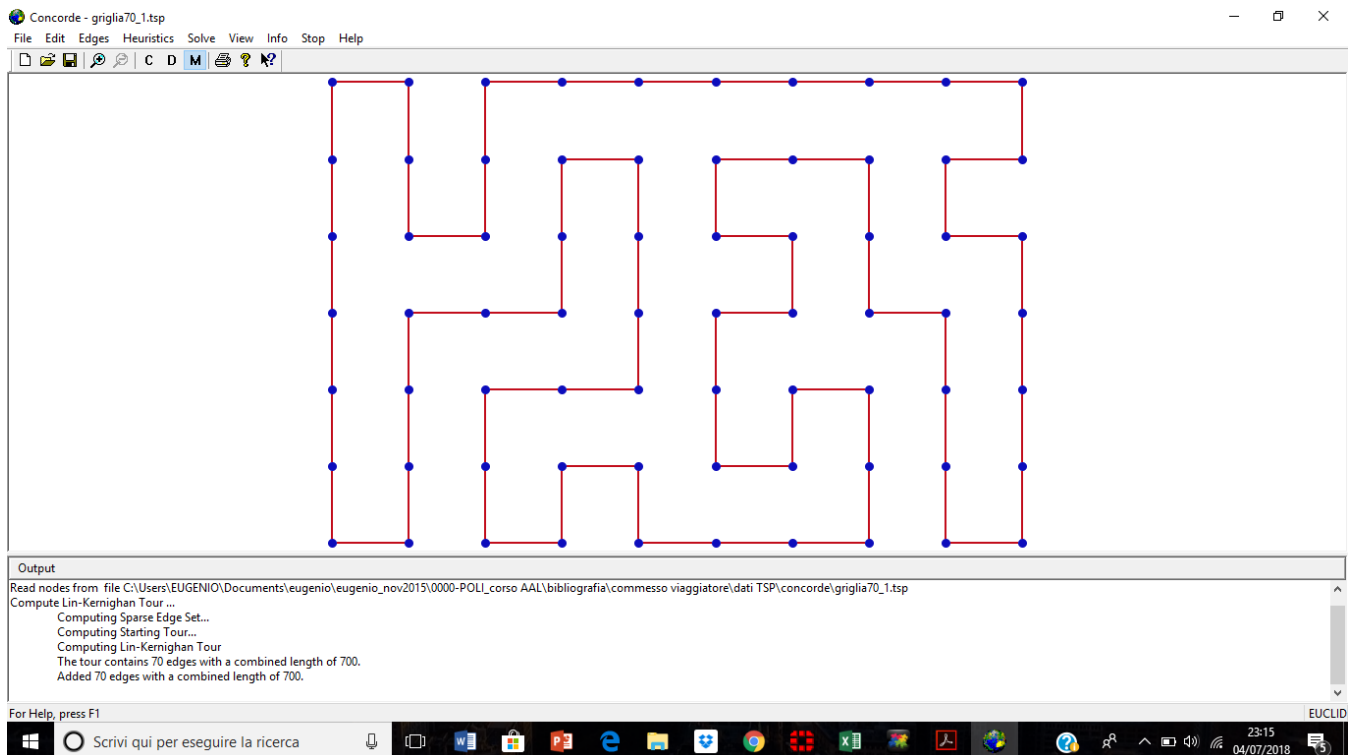 Concorde - griglia70_1.tsp
File Edit Edges Heuristics Solve View Info Stop Help
C D M
Output
Read nodes from file C:\Users\EUGENIO\Documents\eugenio\eugenio_nov2015\0000-POLI_corso AAL\bibliografia\commesso viaggiatore\dati TSP\concorde\griglia70_1.tsp
Compute Lin-Kernighan Tour ...
Computing Sparse Edge Set...
Computing Starting Tour...
Computing Lin-Kernighan Tour
The tour contains 70 edges with a combined length of 700.
Added 70 edges with a combined length of 700.
For Help, press F1 EUCLID
Scrivi qui per eseguire la ricerca
23:15
04/07/2018
5